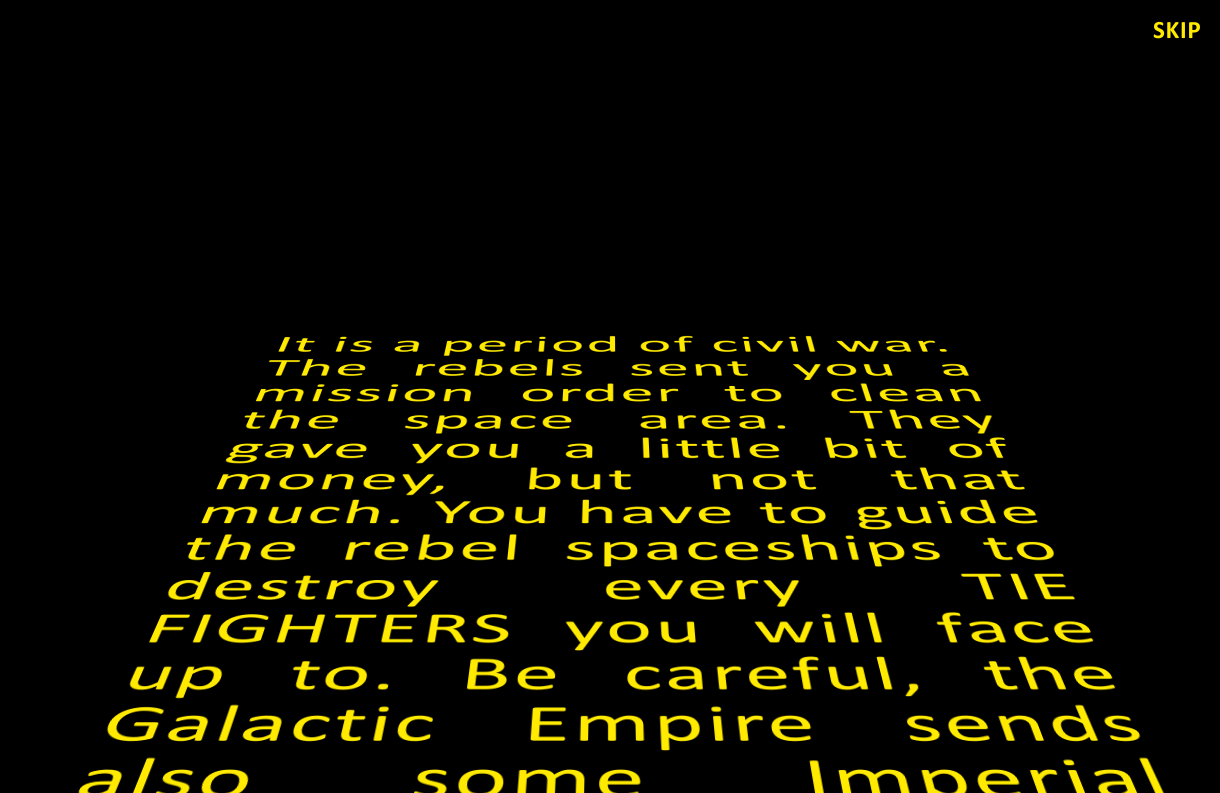 SKIP
It is a period of civil war.
The rebels sent you a
mission order to clean
the space area. They
gave you a little bit of
money, but not that
much. You have to guide
the rebel spaceships to
destroy every TIE
FIGHTERS you will face
up to. Be careful, the
Galactic Empire sends
also some Imperial